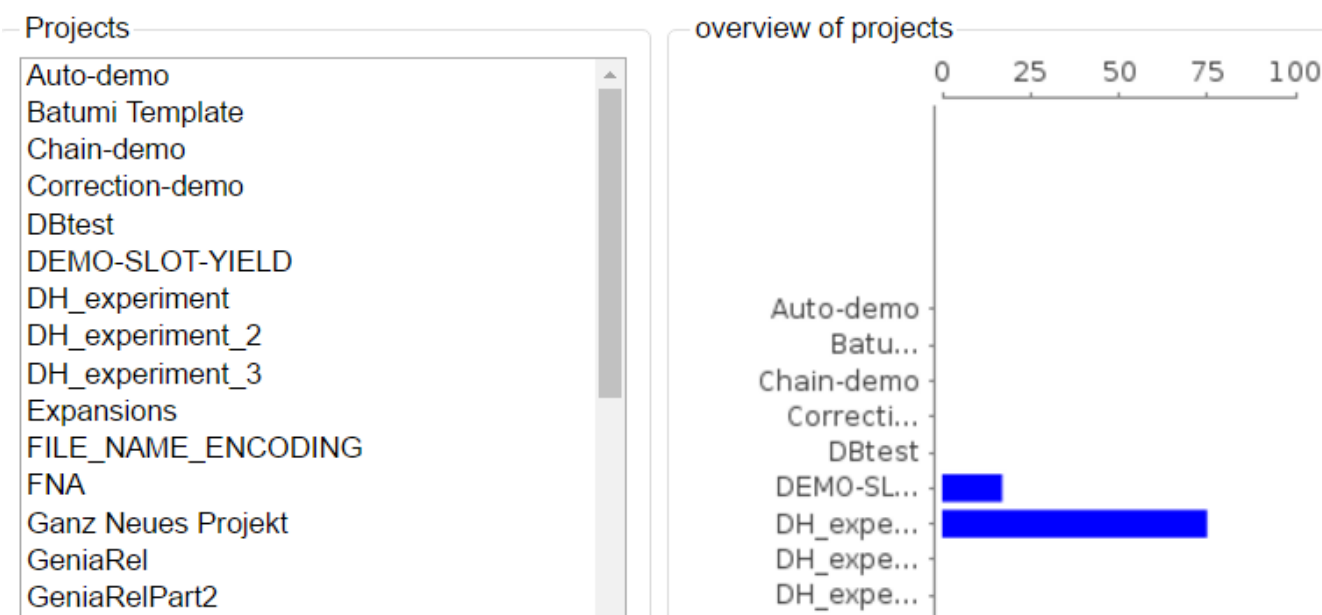 Projects
Auto-demo
Batumi Template
Chain-demo
Correction-demo
DBtest
DEMO-SLOT-YIELD
DH_experiment
DH_experiment_2
DH_experiment_3
Expansions
FILE_NAME_ENCODING
FNA
Ganz Neues Projekt
GeniaRel
GeniaRelPart2
overview of projects
0 25 50 75 100
Auto-demo
Batu...
Chain-demo
Correcti...
DBtest
DEMO-SL...
DH_expe...
DH_expe...
DH_expe...